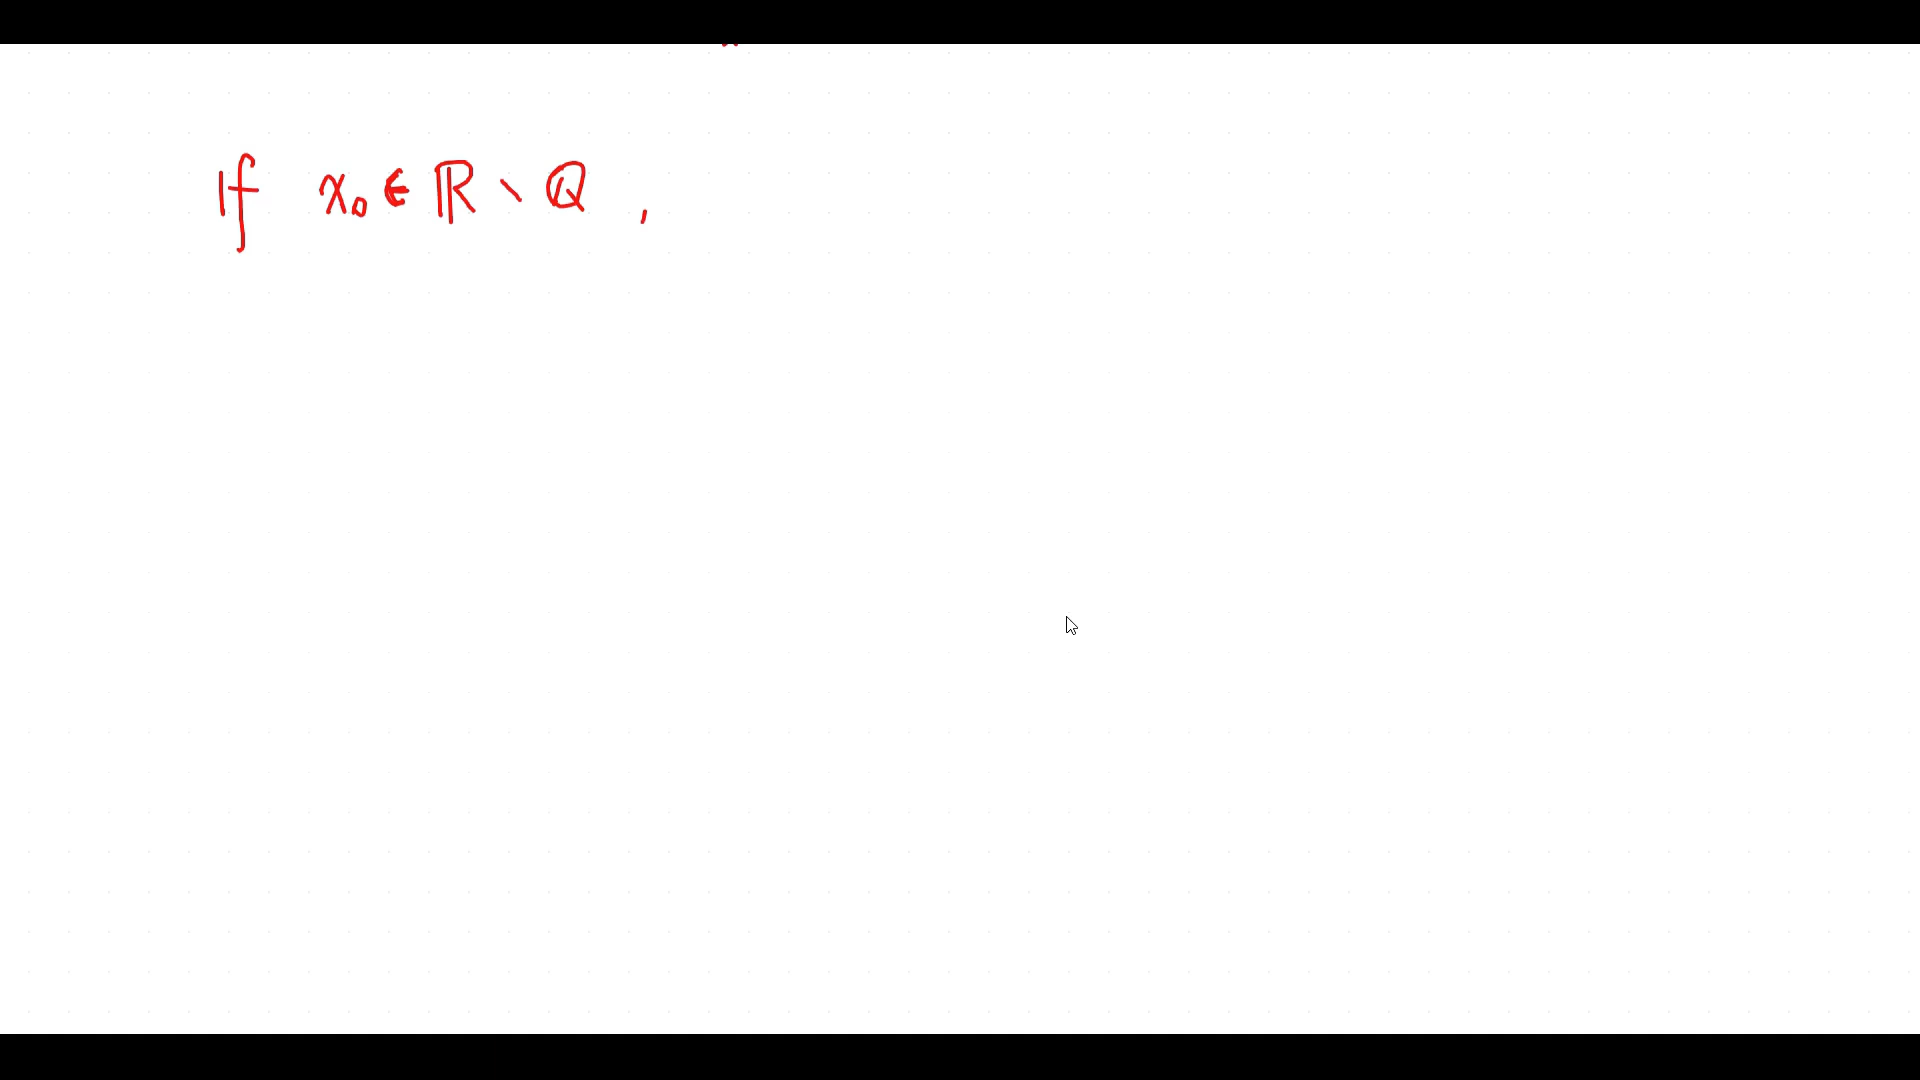 If x₀ ∈ ℝ \ ℚ ,